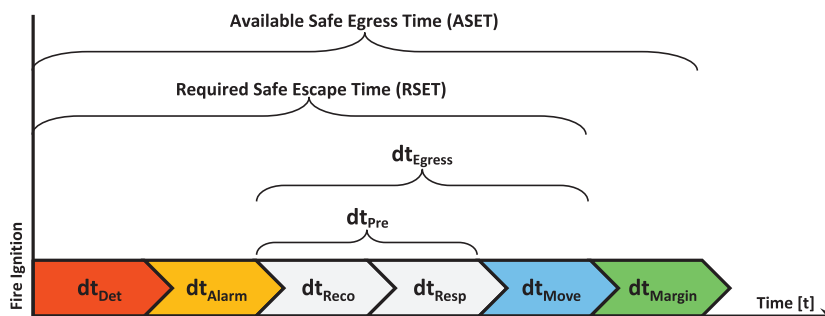 Available Safe Egress Time (ASET)
Required Safe Escape Time (RSET)
dtEgress
dtPre
Fire Ignition
dtDet dtAlarm dtReco dtResp dtMove dtMargin
Time [t]